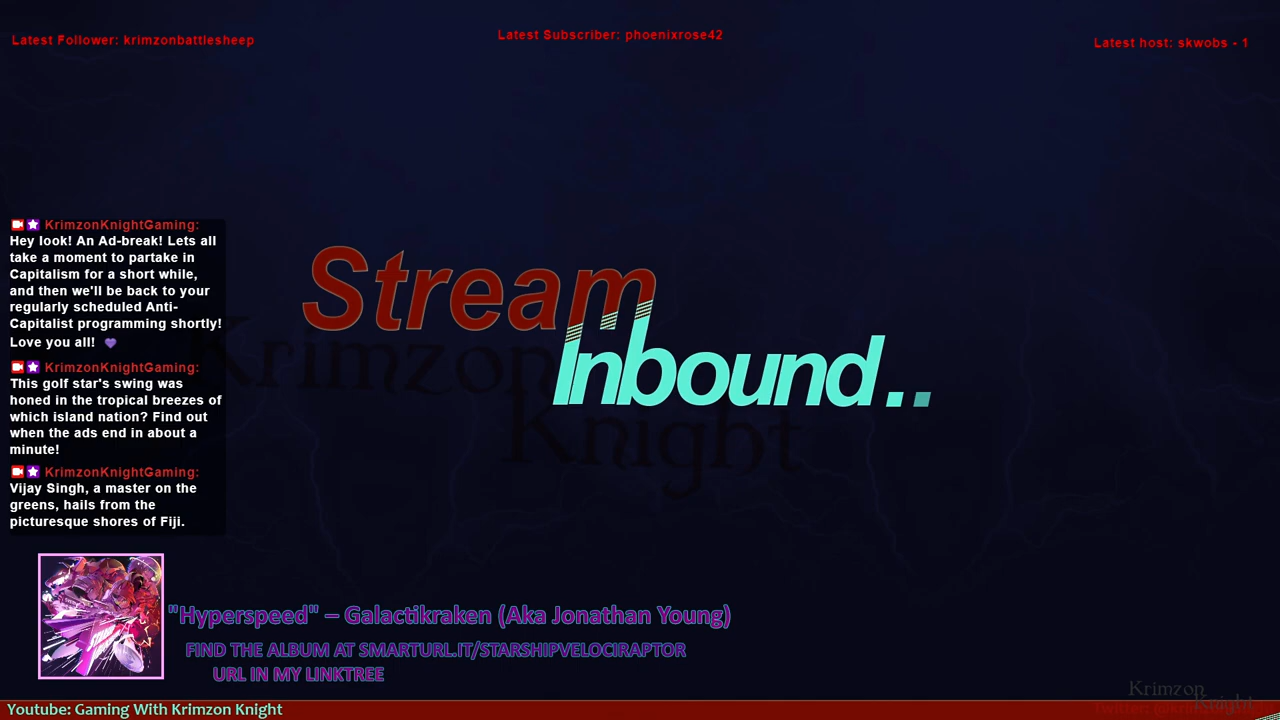 Latest Follower: krimzonbattlesheep
Latest Subscriber: phoenixrose42
Latest host: skwobs - 1
KrimzonKnightGaming:
Hey look! An Ad-break! Lets all
take a moment to partake in
Capitalism for a short while,
and then we'll be back to your
regularly scheduled Anti-
Capitalist programming shortly!
Love you all! 💜
KrimzonKnightGaming:
This golf star's swing was
honed in the tropical breezes of
which island nation? Find out
when the ads end in about a
minute!
KrimzonKnightGaming:
Vijay Singh, a master on the
greens, hails from the
picturesque shores of Fiji.
Stream
Inbound..
Krimzon
Knight
"Hyperspeed" – Galactikraken (Aka Jonathan Young)
FIND THE ALBUM AT SMARTURL.IT/STARSHIPVELOCIRAPTOR
URL IN MY LINKTREE
Krimzon
Knight
Youtube: Gaming With Krimzon Knight
Twitter: